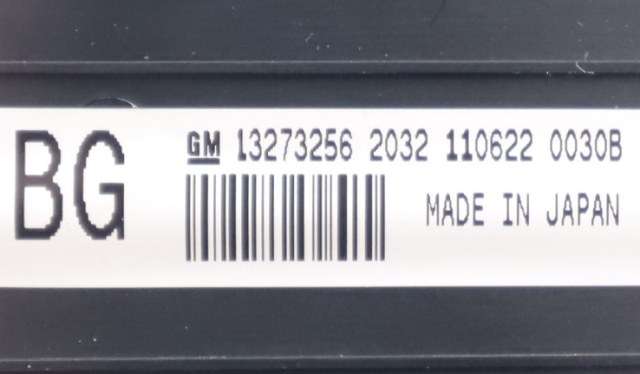 BG
GM 13273256 2032 110622 0030B
MADE IN JAPAN